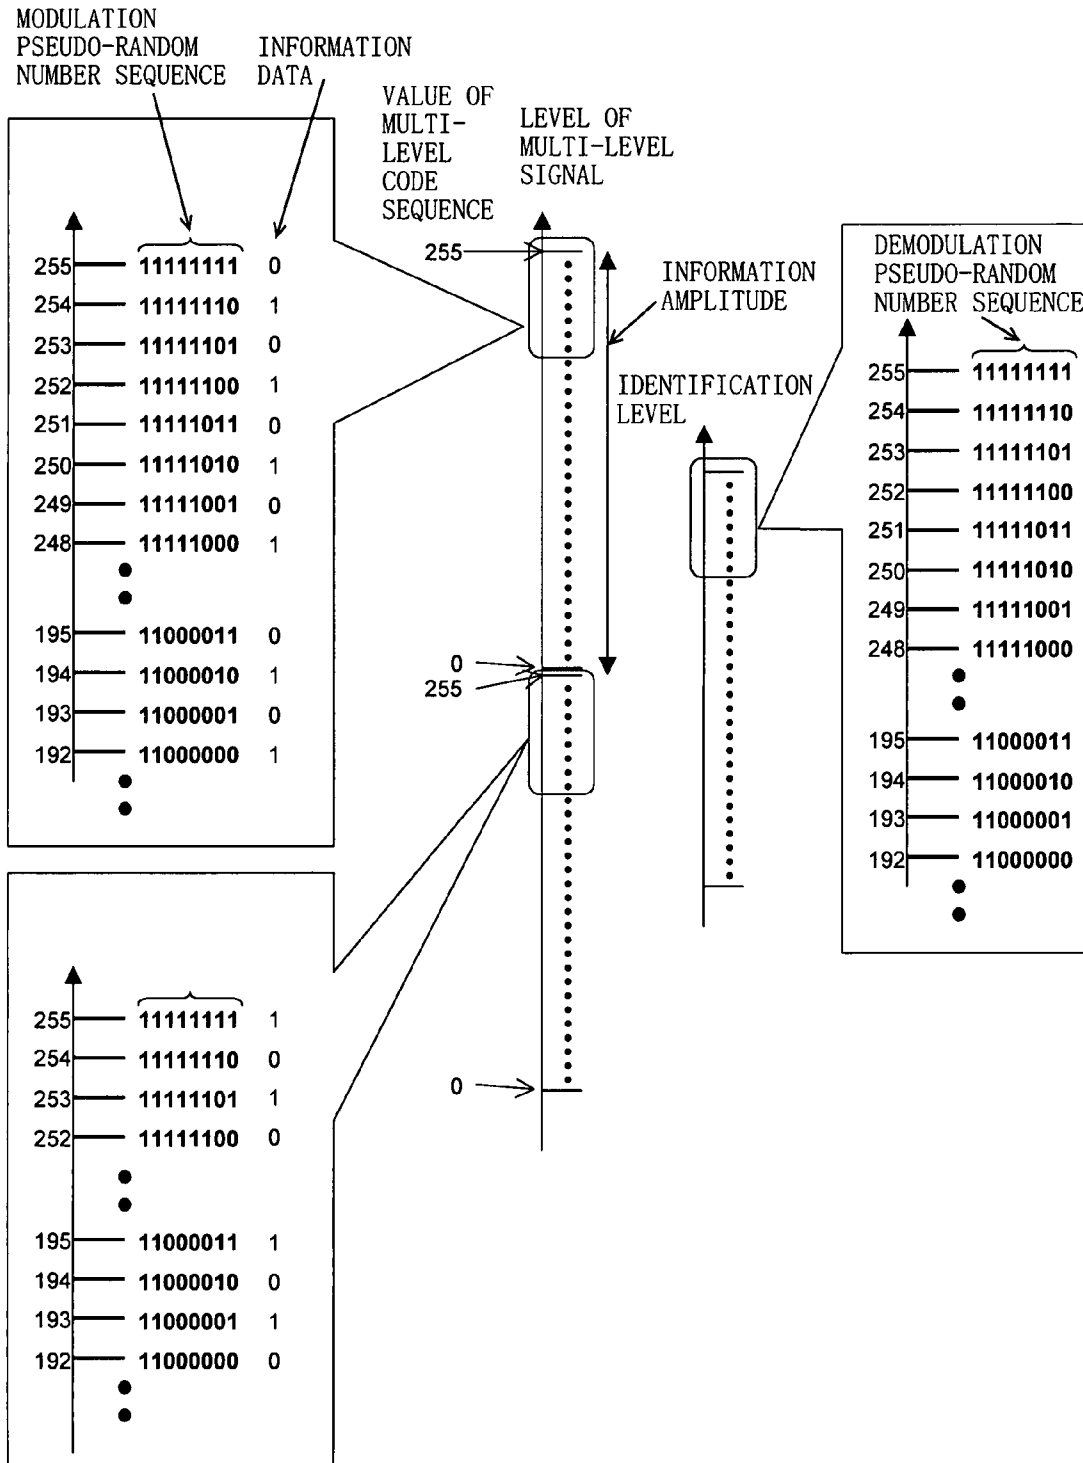 MODULATION
PSEUDO-RANDOM
NUMBER SEQUENCE
INFORMATION
DATA
255 11111111 0
254 11111110 1
253 11111101 0
252 11111100 1
251 11111011 0
250 11111010 1
249 11111001 0
248 11111000 1
195 11000011 0
194 11000010 1
193 11000001 0
192 11000000 1
255 11111111 1
254 11111110 0
253 11111101 1
252 11111100 0
195 11000011 1
194 11000010 0
193 11000001 1
192 11000000 0
VALUE OF
MULTI-
LEVEL
CODE
SEQUENCE
LEVEL OF
MULTI-LEVEL
SIGNAL
255
0
255
0
INFORMATION
AMPLITUDE
IDENTIFICATION
LEVEL
DEMODULATION
PSEUDO-RANDOM
NUMBER SEQUENCE
255 11111111
254 11111110
253 11111101
252 11111100
251 11111011
250 11111010
249 11111001
248 11111000
195 11000011
194 11000010
193 11000001
192 11000000